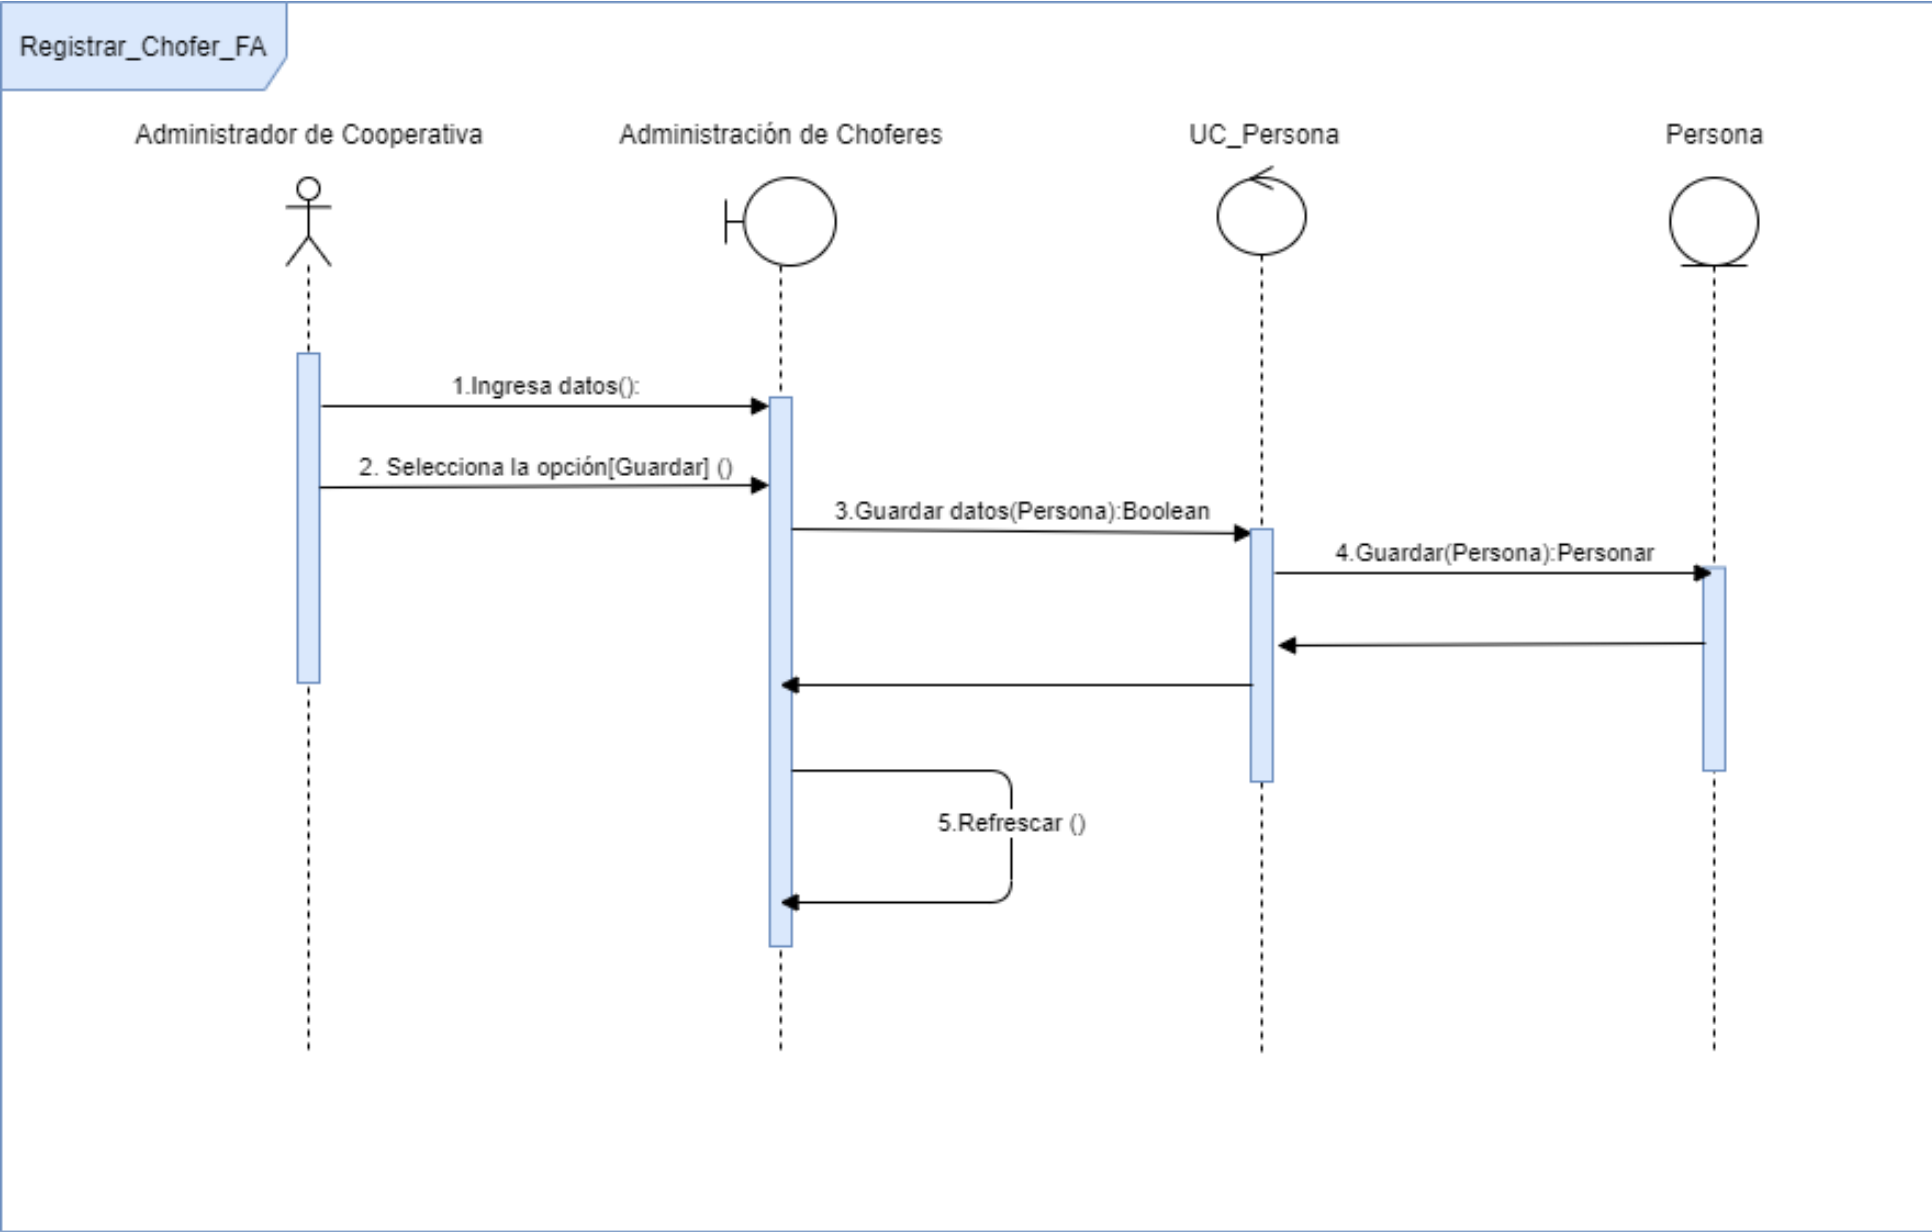 Registrar_Chofer_FA
Administrador de Cooperativa
Administración de Choferes
UC_Persona
Persona
1.Ingresa datos():
2. Selecciona la opción[Guardar] ()
3.Guardar datos(Persona):Boolean
4.Guardar(Persona):Personar
5.Refrescar ()